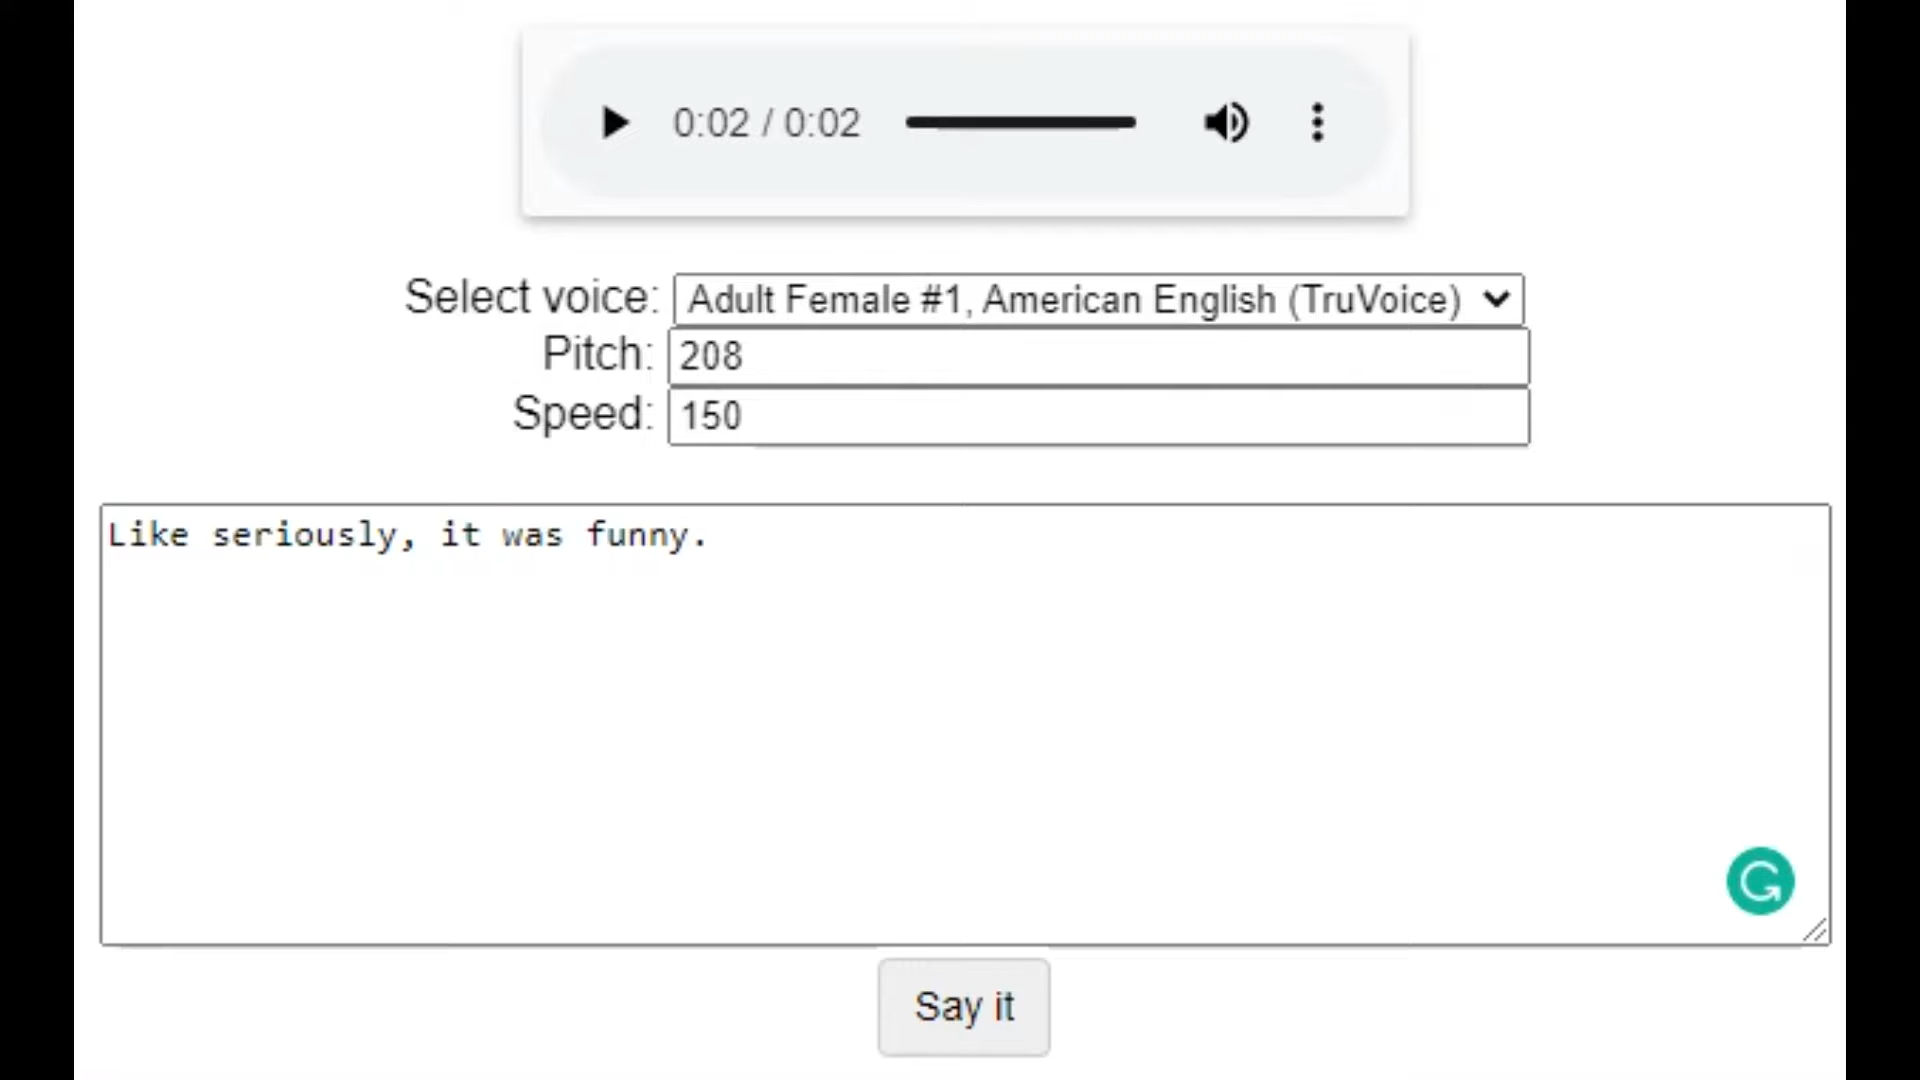 0:02 / 0:02
Select voice: Adult Female #1, American English (TruVoice)
Pitch: 208
Speed: 150
Like seriously, it was funny.
Say it